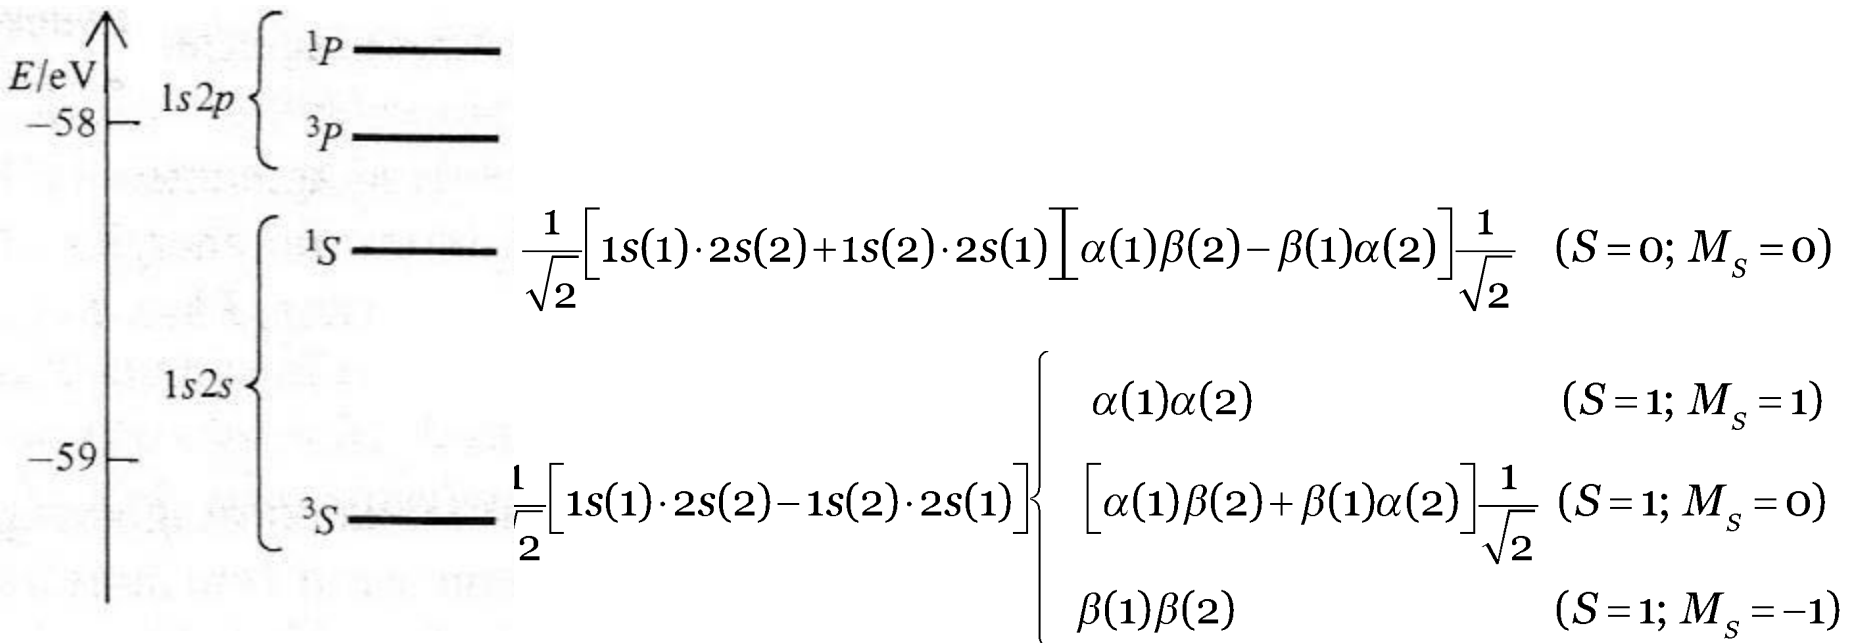 ¹P
E/eV
1s2p
−58
³P
¹S 1/√2[1s(1)·2s(2)+1s(2)·2s(1)][α(1)β(2)−β(1)α(2)]1/√2 (S=0; M_S=0)
1s2s
α(1)α(2) (S=1; M_S=1)
−59
³S 1/√2[1s(1)·2s(2)−1s(2)·2s(1)] [α(1)β(2)+β(1)α(2)]1/√2 (S=1; M_S=0)
β(1)β(2) (S=1; M_S=−1)